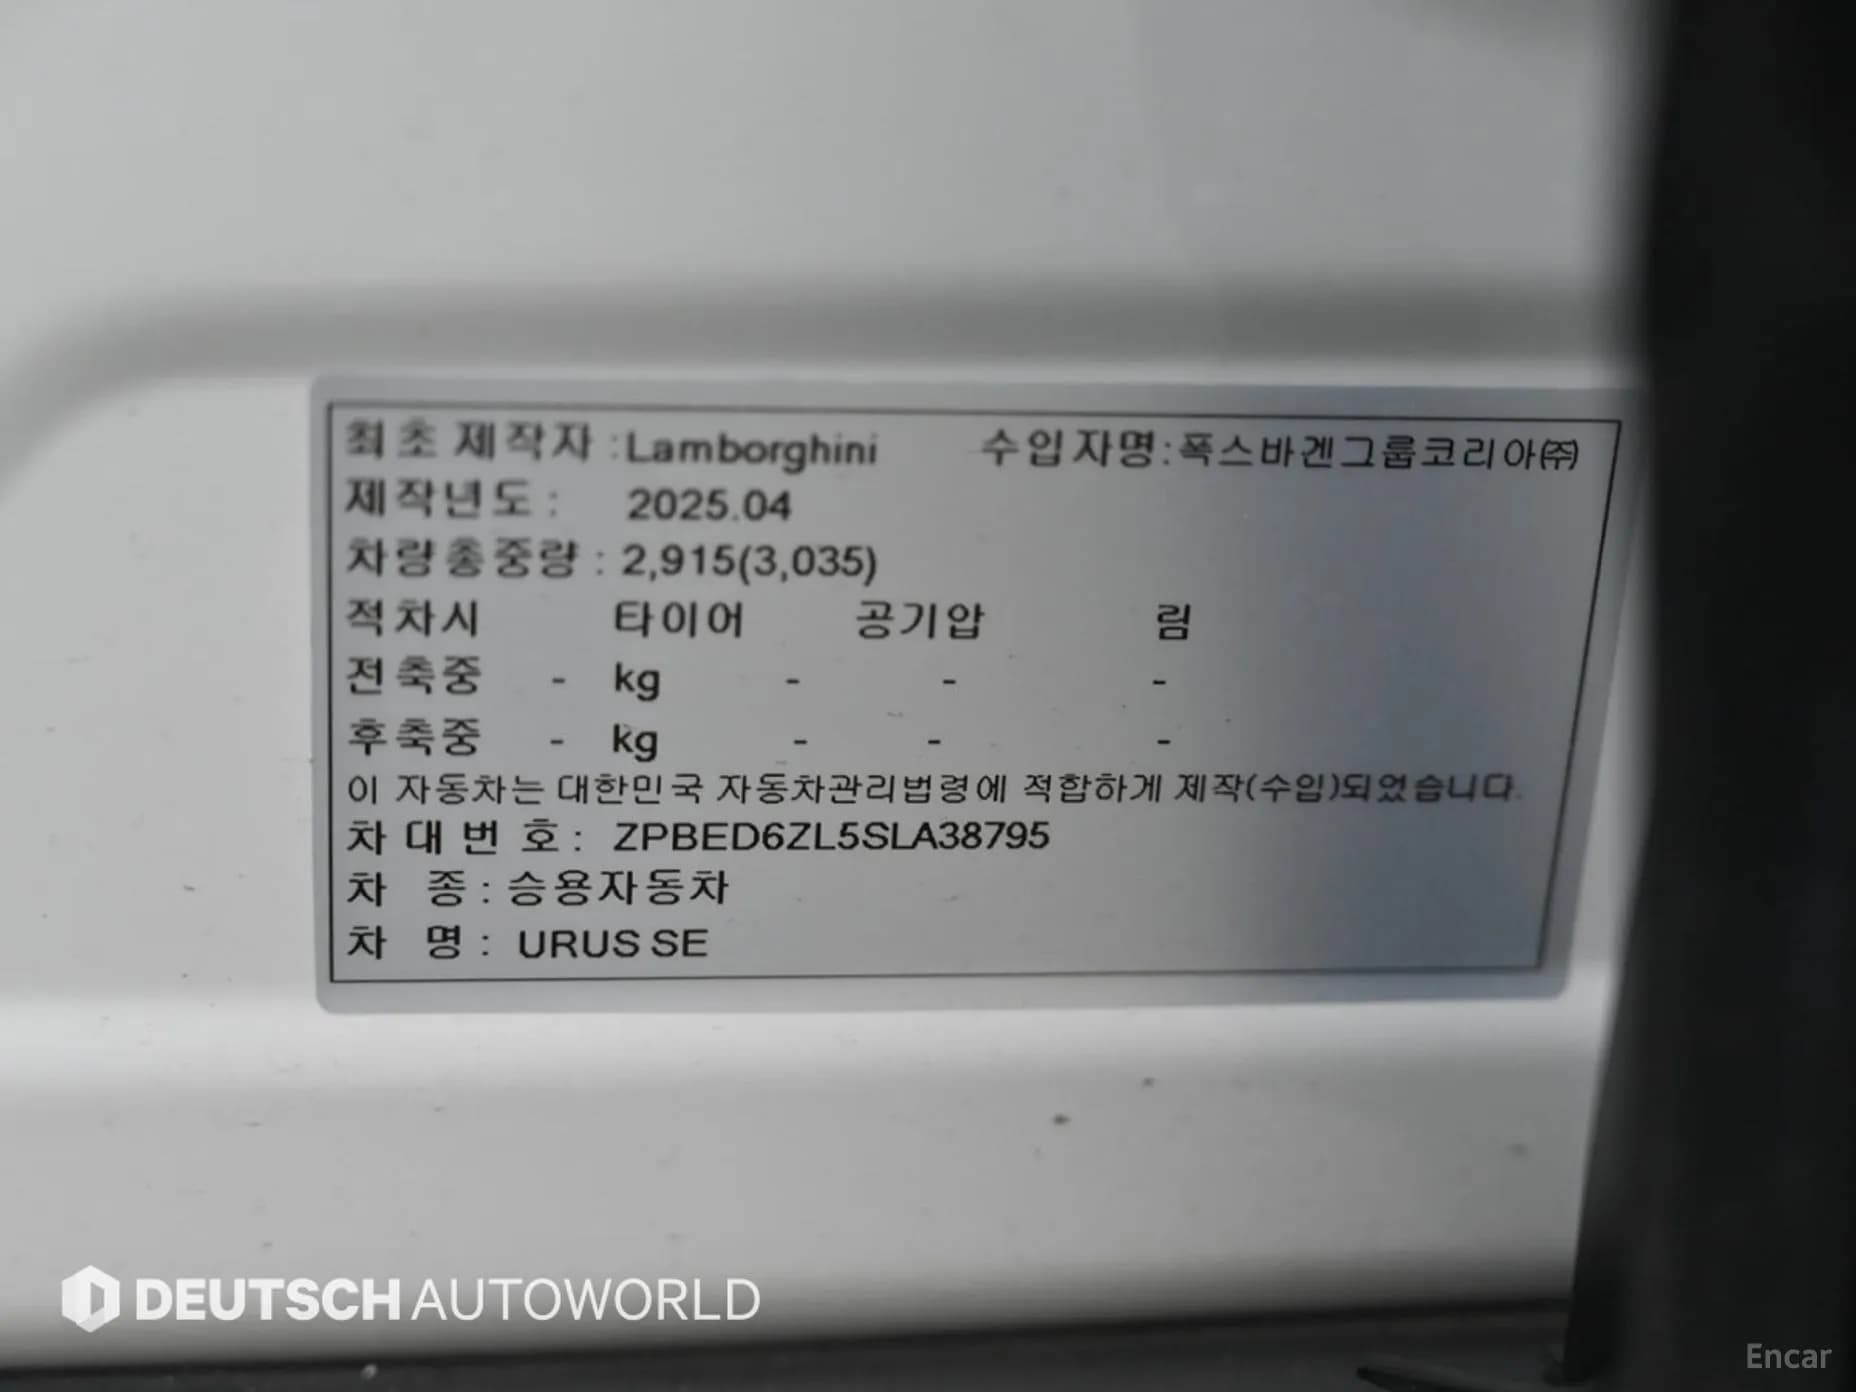 최초제작자 :Lamborghini 수입자명:폭스바겐그룹코리아㈜
제작년도: 2025.04
차량총중량: 2,915(3,035)
적차시 타이어 공기압 림
전축중 - kg - - -
후축중 - kg - - -
이 자동차는 대한민국 자동차관리법령에 적합하게 제작(수입)되었습니다.
차 대 번 호: ZPBED6ZL5SLA38795
차 종: 승용자동차
차 명: URUS SE
DEUTSCH AUTOWORLD
Encar